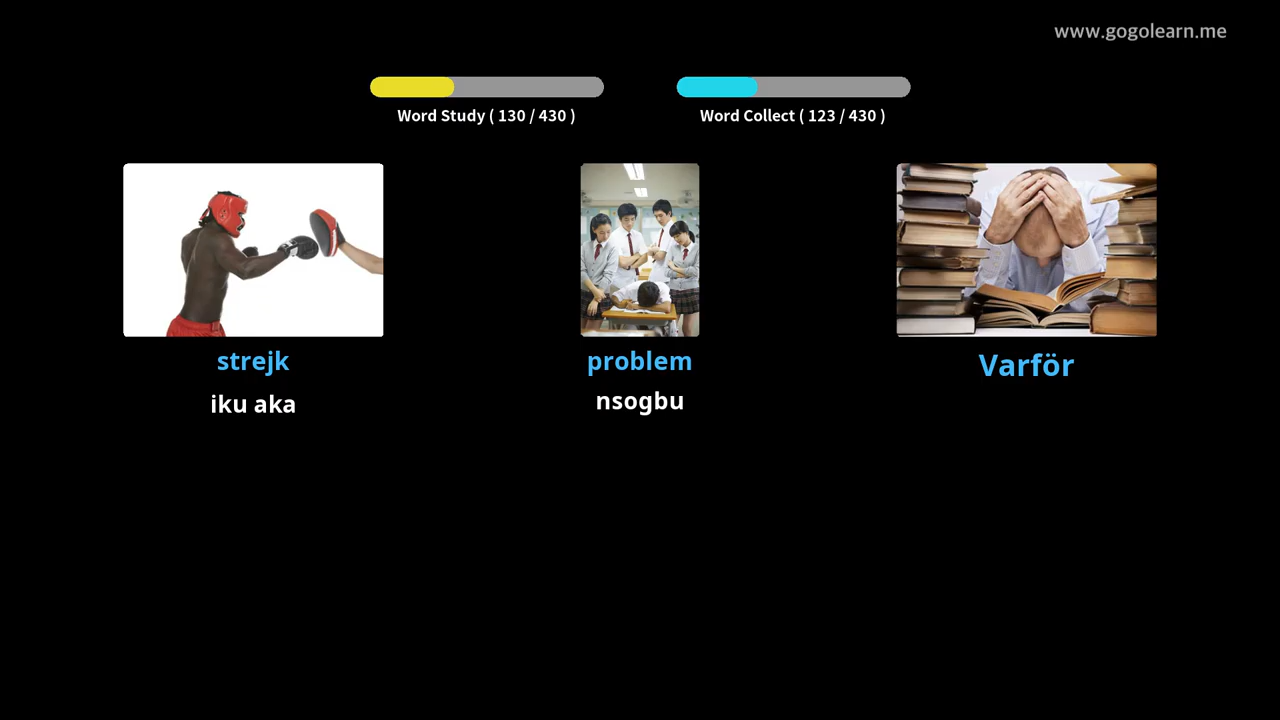 www.gogolearn.me
Word Study ( 130 / 430 )
Word Collect ( 123 / 430 )
strejk
iku aka
problem
nsogbu
Varför